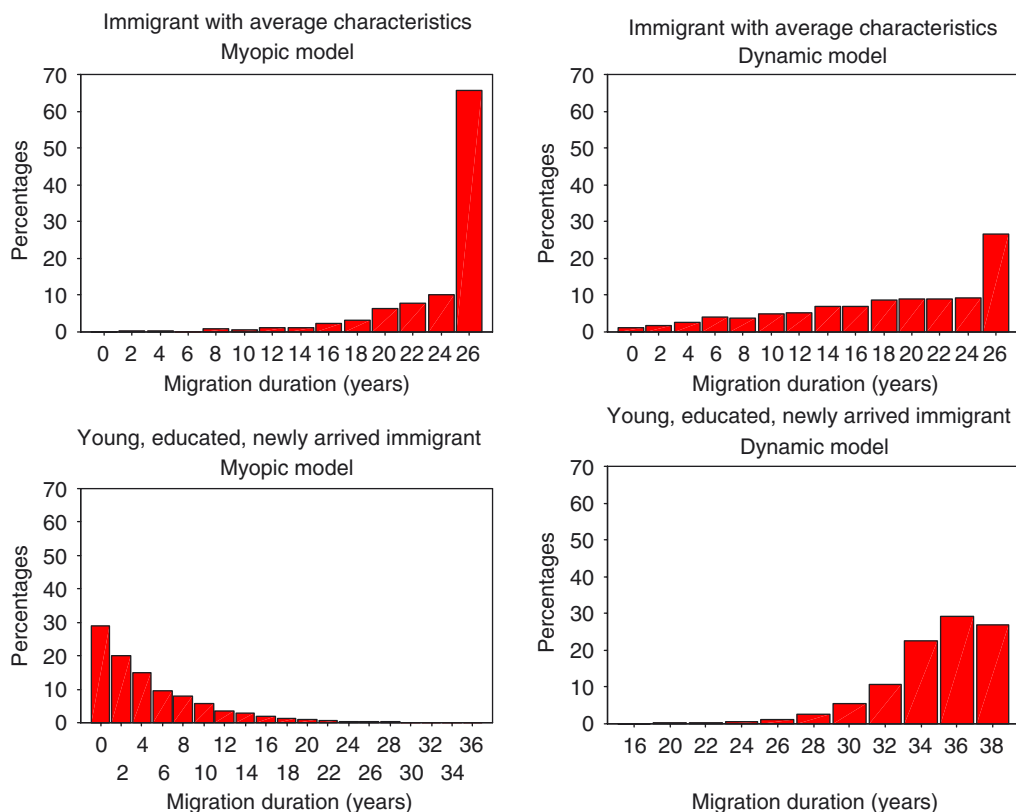 Immigrant with average characteristics
Myopic model
70
60
50
40
30
20
10
0
Percentages
0 2 4 6 8 10 12 14 16 18 20 22 24 26
Migration duration (years)
Immigrant with average characteristics
Dynamic model
70
60
50
40
30
20
10
0
Percentages
0 2 4 6 8 10 12 14 16 18 20 22 24 26
Migration duration (years)
Young, educated, newly arrived immigrant
Myopic model
70
60
50
40
30
20
10
0
Percentages
0 4 8 12 16 20 24 28 32 36
2 6 10 14 18 22 26 30 34
Migration duration (years)
Young, educated, newly arrived immigrant
Dynamic model
70
60
50
40
30
20
10
0
Percentages
16 20 22 24 26 28 30 32 34 36 38
Migration duration (years)